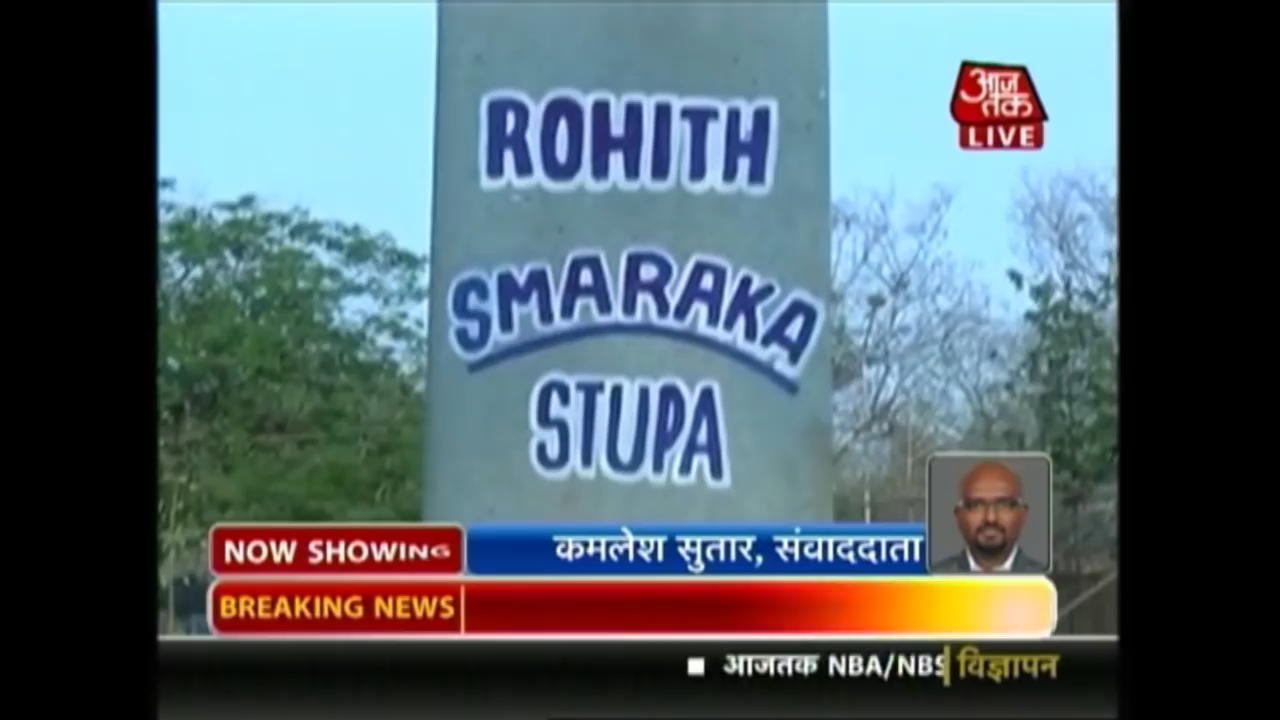 ROHITH
SMARAKA
STUPA
आज
तक
LIVE
NOW SHOWING
कमलेश सुतार, संवाददाता
BREAKING NEWS
आजतक NBA/NBS
विज्ञापन